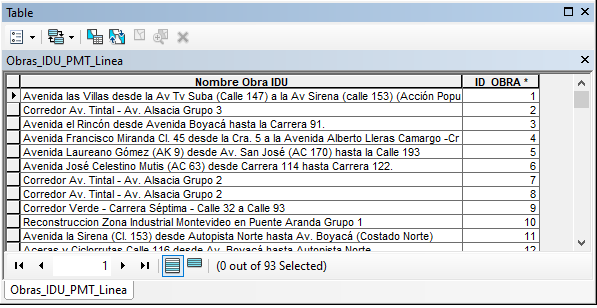 Table
Obras_IDU_PMT_Linea
Nombre Obra IDU ID_OBRA *
Avenida las Villas desde la Av Tv Suba (Calle 147) a la Av Sirena (calle 153) (Acción Popu 1
Corredor Av. Tintal - Av. Alsacia Grupo 3 2
Avenida el Rincón desde Avenida Boyacá hasta la Carrera 91. 3
Avenida Francisco Miranda Cl. 45 desde la Cra. 5 a la Avenida Alberto Lleras Camargo -Cr 4
Avenida Laureano Gómez (AK 9) desde Av. San José (AC 170) hasta la Calle 193 5
Avenida José Celestino Mutis (AC 63) desde Carrera 114 hasta Carrera 122. 6
Corredor Av. Tintal - Av. Alsacia Grupo 2 7
Corredor Av. Tintal - Av. Alsacia Grupo 2 8
Corredor Verde - Carrera Séptima - Calle 32 a Calle 93 9
Reconstruccion Zona Industrial Montevideo en Puente Aranda Grupo 1 10
Avenida la Sirena (Cl. 153) desde Autopista Norte hasta Av. Boyacá (Costado Norte) 11
Aceras y Ciclorrutas Calle 116 desde Av. Boyacá hasta Autopista Norte 12
1 (0 out of 93 Selected)
Obras_IDU_PMT_Linea